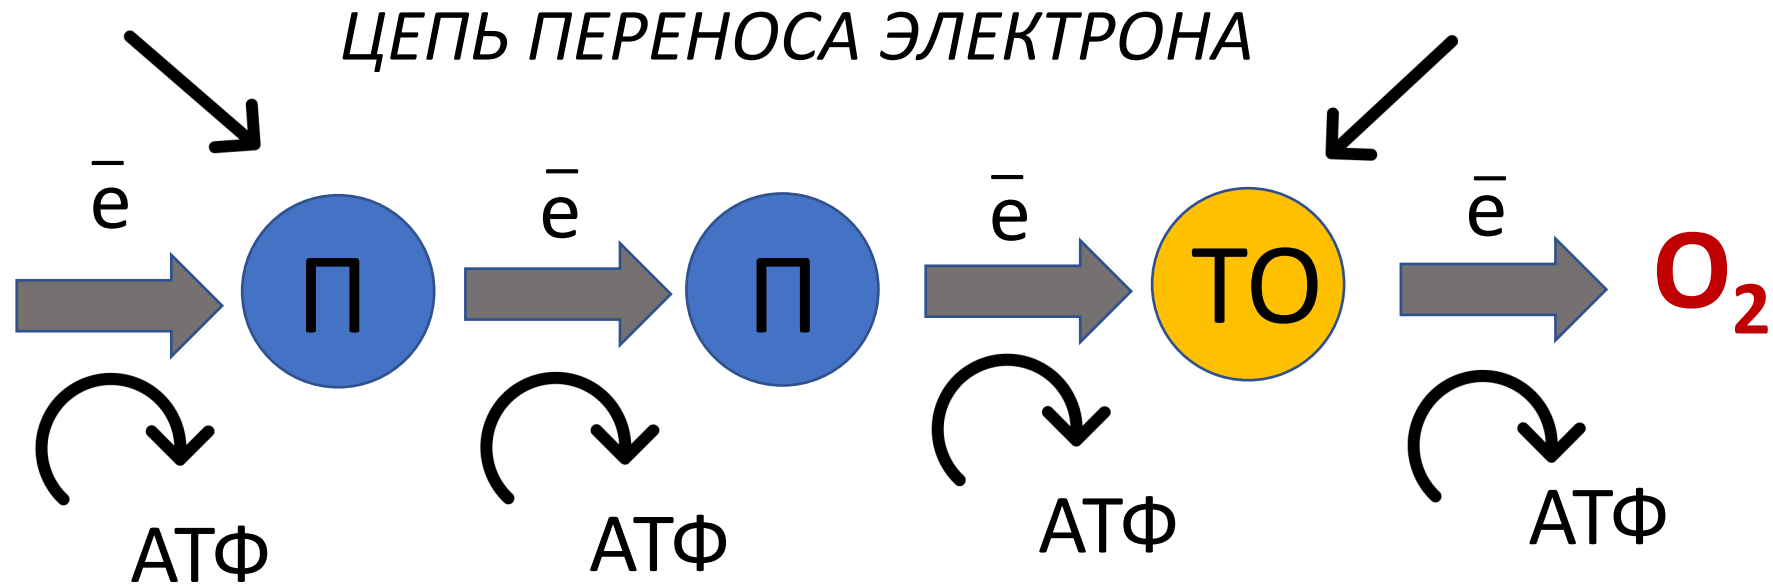 ЦЕПЬ ПЕРЕНОСА ЭЛЕКТРОНА
e̅ e̅ e̅ e̅
П П ТО O₂
АТФ АТФ АТФ АТФ